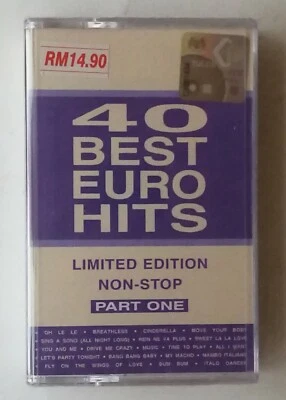 RM14.90
40
BEST
EURO
HITS
LIMITED EDITION
NON-STOP
PART ONE
OH LE LE • BREATHLESS • CINDERELLA • MOVE YOUR BODY
SING A SONG (ALL NIGHT LONG) • RIEN NE VA PLUS • SWEET LA LA LOVE
YOU AND ME • DRIVE ME CRAZY • MUSIC • TIME TO PLAY • ALL I WANT
LET'S PARTY TONIGHT • BANG BANG BABY • MY MACHO • MAMBO ITALIANO
FLY ON THE WINGS OF LOVE • BUM BUM • ITALO DANCE